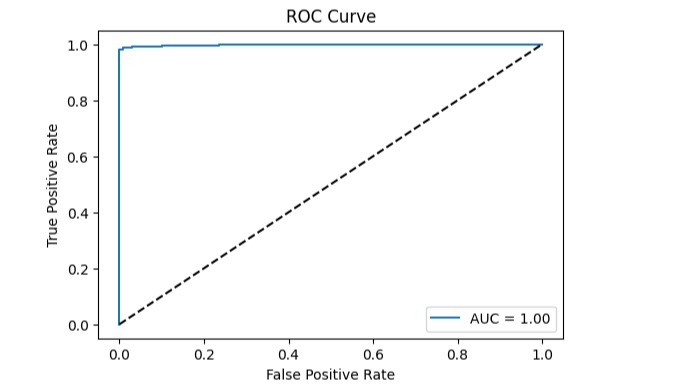 ROC Curve
True Positive Rate
1.0
0.8
0.6
0.4
0.2
0.0
AUC = 1.00
0.0 0.2 0.4 0.6 0.8 1.0
False Positive Rate